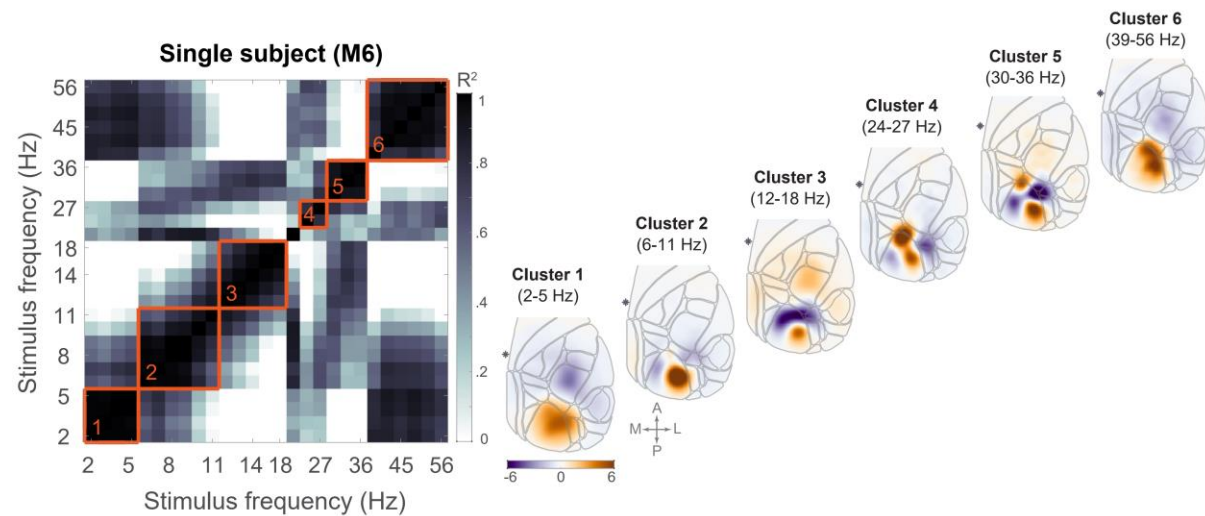 Single subject (M6)
Stimulus frequency (Hz)
56
45
36
27
18
14
11
8
5
2
1
2
3
4
5
6
2 5 8 11 14 18 27 36 45 56
Stimulus frequency (Hz)
R²
1
.8
.6
.4
.2
0
Cluster 1
(2-5 Hz)
-6 0 6
Cluster 2
(6-11 Hz)
A
M L
P
Cluster 3
(12-18 Hz)
Cluster 4
(24-27 Hz)
Cluster 5
(30-36 Hz)
Cluster 6
(39-56 Hz)